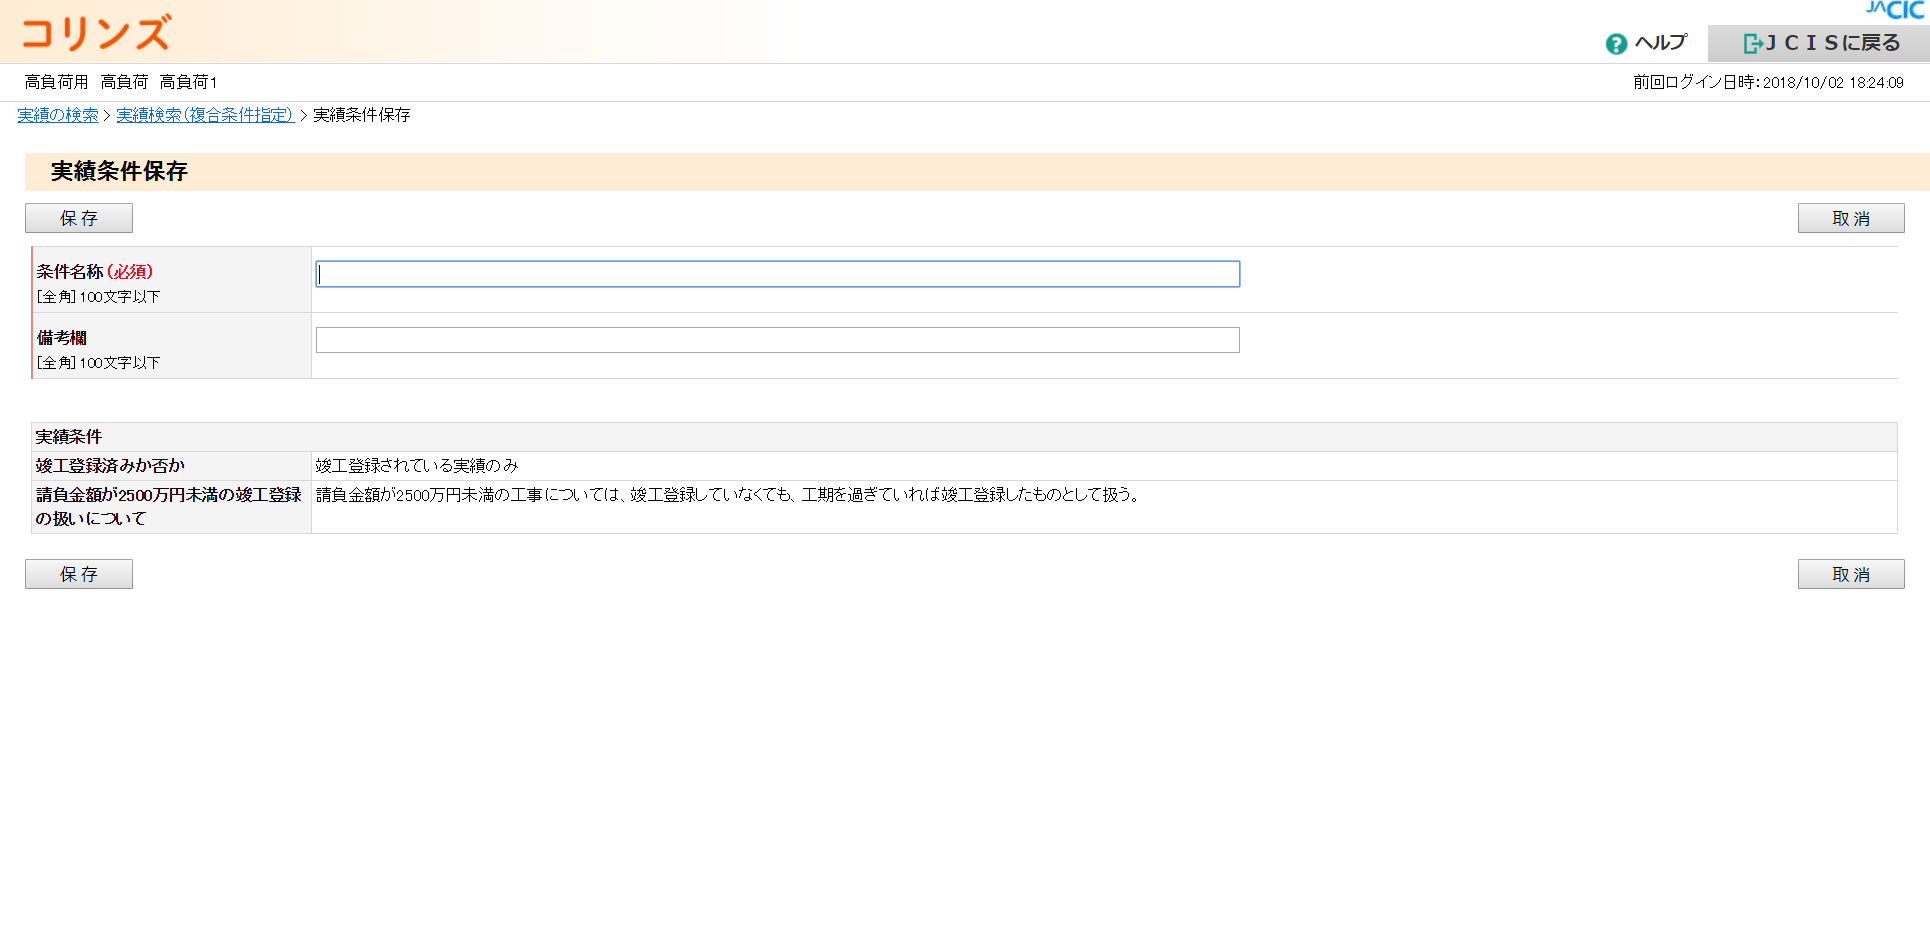 コリンズ
JACIC
ヘルプ
ＪＣＩＳに戻る
高負荷用 高負荷 高負荷1
前回ログイン日時：2018/10/02 18:24:09
実績の検索 > 実績検索（複合条件指定） > 実績条件保存
実績条件保存
保存
取消
条件名称（必須）
[全角]100文字以下
備考欄
[全角]100文字以下
実績条件
竣工登録済みか否か
竣工登録されている実績のみ
請負金額が2500万円未満の竣工登録
の扱いについて
請負金額が2500万円未満の工事については、竣工登録していなくても、工期を過ぎていれば竣工登録したものとして扱う。
保存
取消